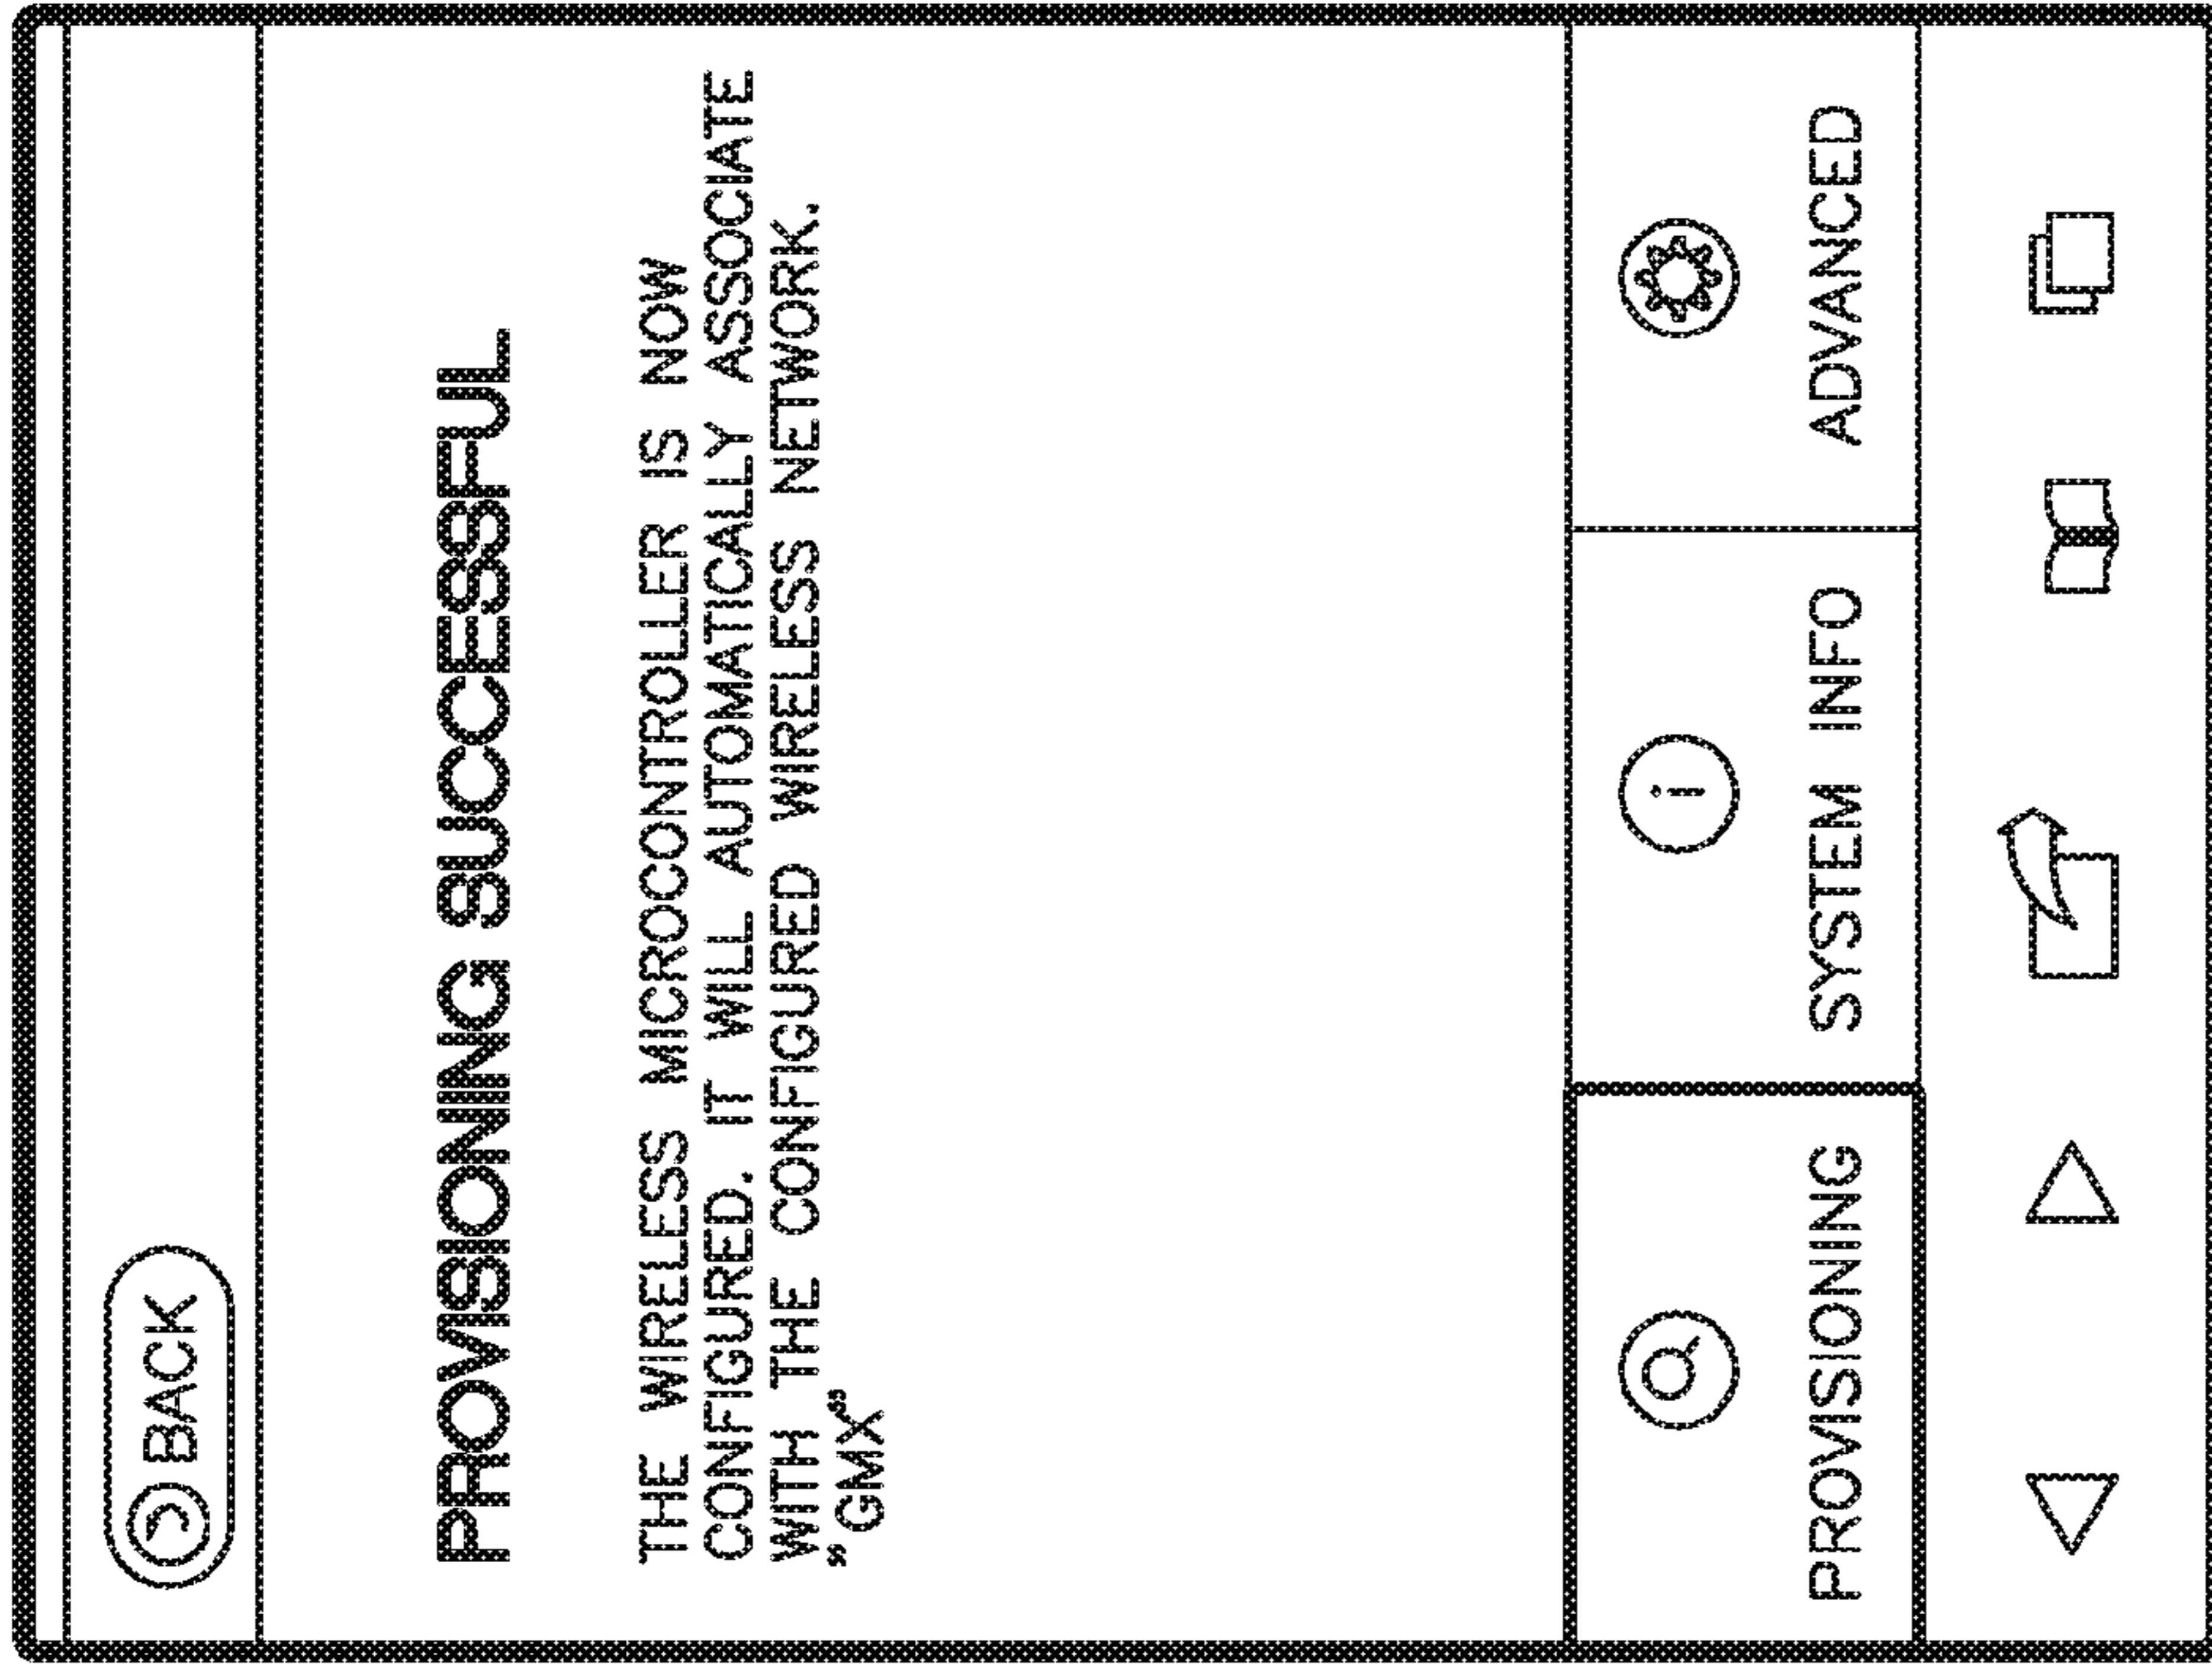 BACK
PROVISIONING SUCCESSFUL
THE WIRELESS MICROCONTROLLER IS NOW
CONFIGURED. IT WILL AUTOMATICALLY ASSOCIATE
WITH THE CONFIGURED WIRELESS NETWORK.
"GMX"
PROVISIONING
i
SYSTEM INFO
ADVANCED